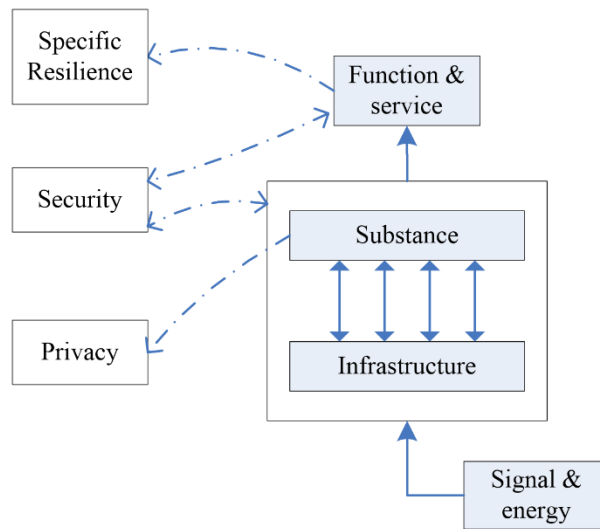 Specific
Resilience
Function &
service
Security
Substance
Privacy
Infrastructure
Signal &
energy